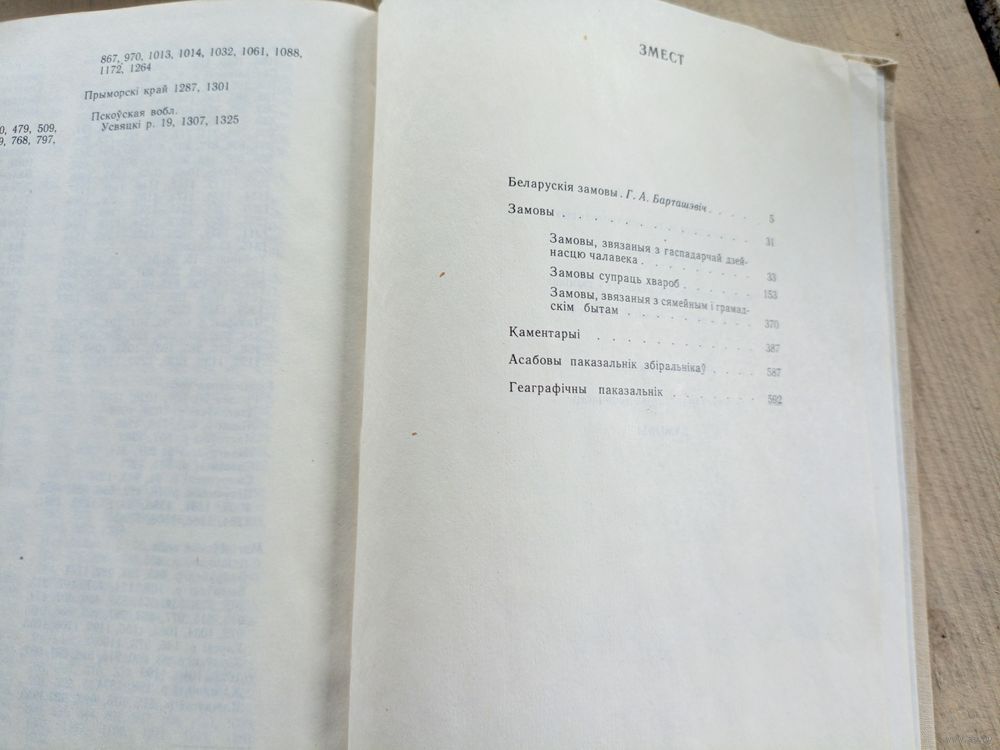 867, 970, 1013, 1014, 1032, 1061, 1088,
1172, 1264
Прыморскі край 1287, 1301
Пскоўская вобл.
Усвяцкі р. 19, 1307, 1325
479, 509,
768, 797,
ЗМЕСТ
Беларускія замовы. Г. А. Барташэвіч . . . . 5
Замовы . . . . . . . . . . . . 31
Замовы, звязаныя з гаспадарчай дзей-
насцю чалавека . . . . . . . . 33
Замовы супраць хвароб . . . . . . 153
Замовы, звязаныя з сямейным і грамад-
скім бытам . . . . . . . . . 370
Каментарыі . . . . . . . . . . 387
Асабовы паказальнік збіральнікаў . . . . 587
Геаграфічны паказальнік . . . . . . . 592